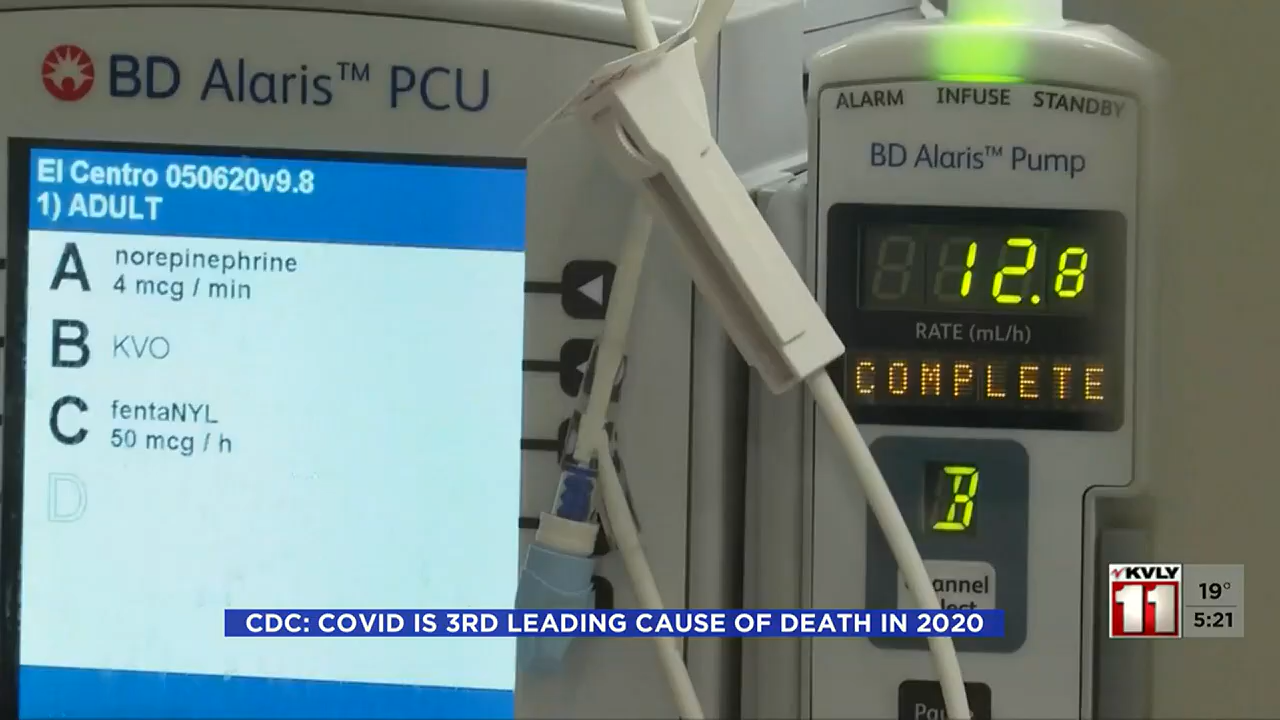 BD Alaris™ PCU
El Centro 050620v9.8
1) ADULT
A norepinephrine
4 mcg / min
B KVO
C fentaNYL
50 mcg / h
D
ALARM INFUSE STANDBY
BD Alaris™ Pump
12.8
RATE (mL/h)
COMPLETE
B
CDC: COVID IS 3RD LEADING CAUSE OF DEATH IN 2020
KVLY
11
19°
5:21